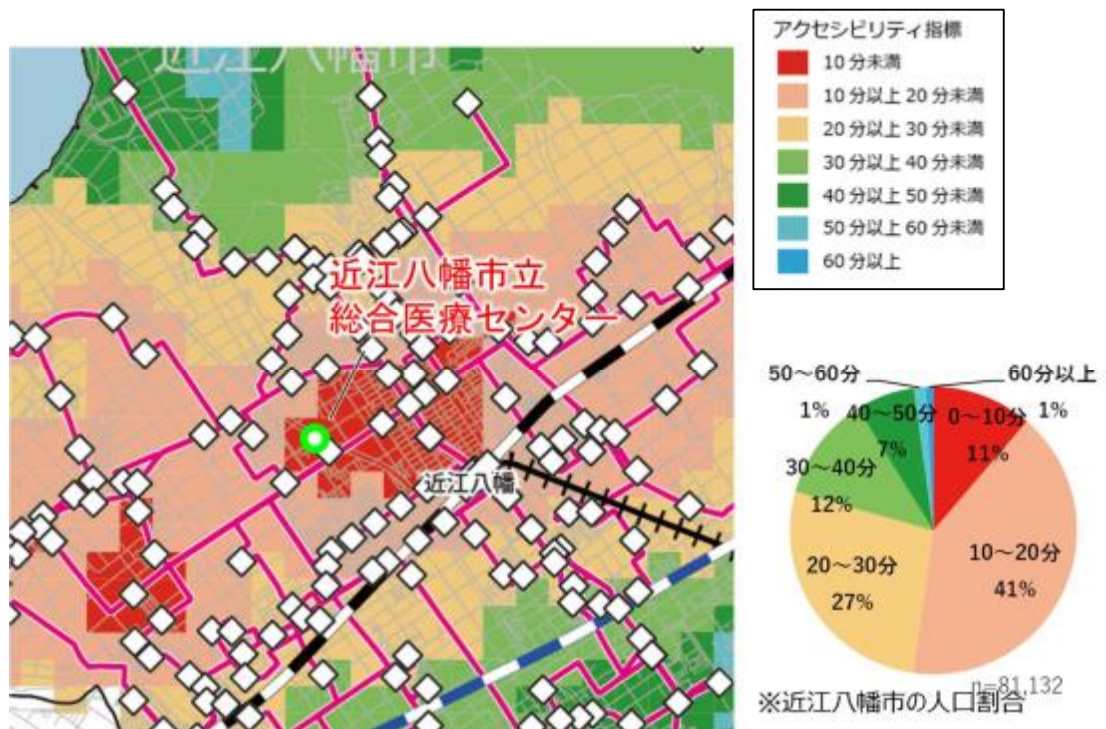 近江八幡市
近江八幡市立
総合医療センター
近江八幡
アクセシビリティ指標
10分未満
10分以上20分未満
20分以上30分未満
30分以上40分未満
40分以上50分未満
50分以上60分未満
60分以上
50～60分
1%
60分以上
1%
40～50分
7%
0～10分
11%
30～40分
12%
20～30分
27%
10～20分
41%
n=81,132
※近江八幡市の人口割合